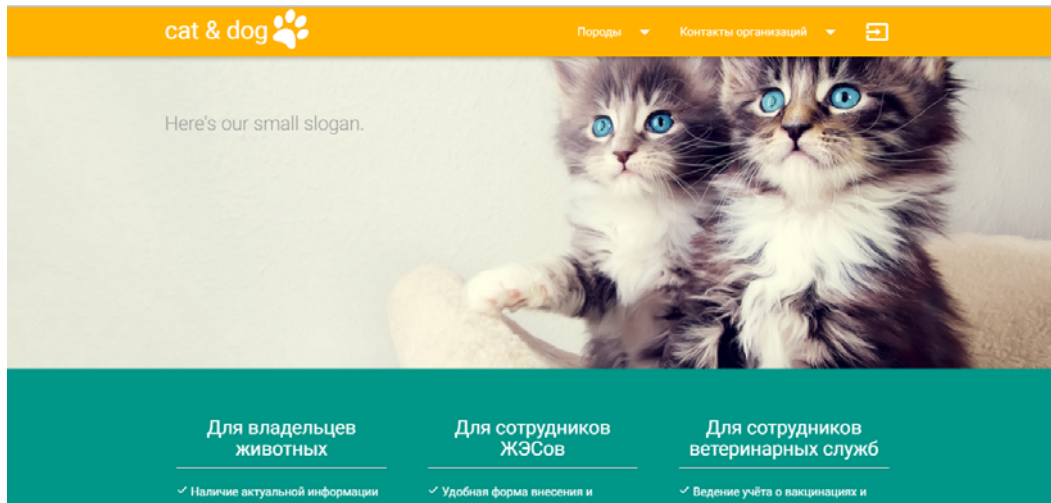 cat & dog
Породы
Контакты организаций
Here's our small slogan.
Для владельцев
животных
Для сотрудников
ЖЭСов
Для сотрудников
ветеринарных служб
Наличие актуальной информации
Удобная форма внесения и
Ведение учёта о вакцинациях и